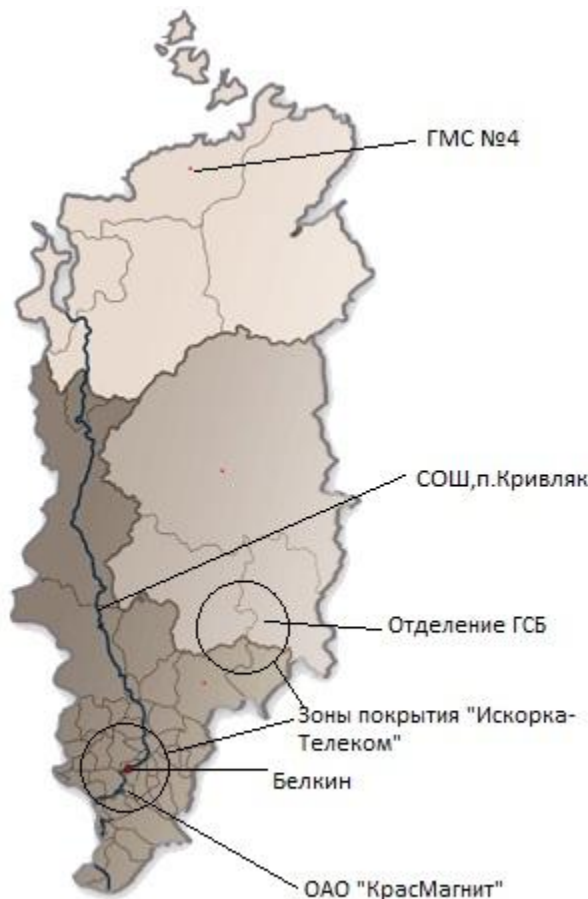 ГМС №4
СОШ,п.Кривляк
Отделение ГСБ
Зоны покрытия "Искорка-
Телеком"
Белкин
ОАО "КрасМагнит"